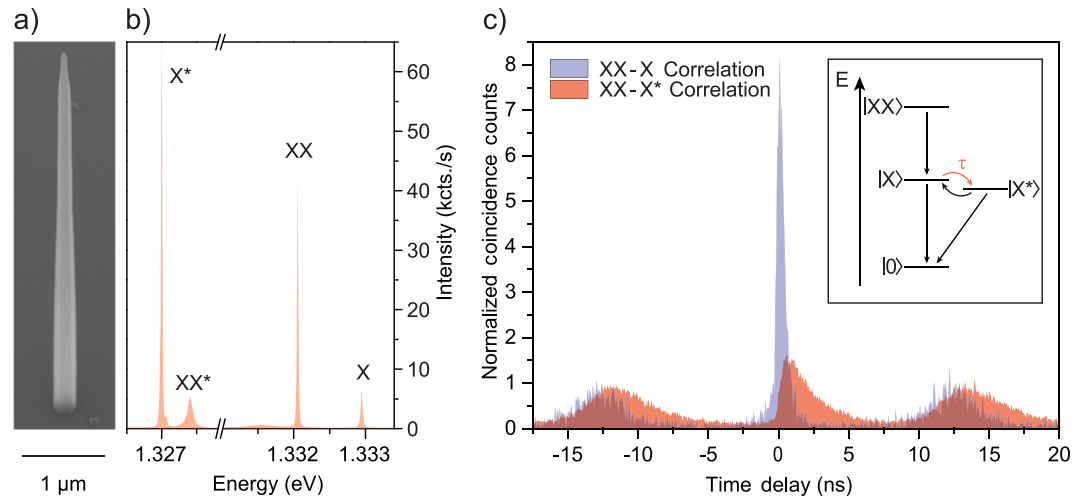 a)
1 µm
b)
X*
XX*
XX
X
60
50
40
30
20
10
0
Intensity (kcts./s)
1.327
1.332
1.333
Energy (eV)
c)
XX-X Correlation
XX-X* Correlation
8
7
6
5
4
3
2
1
0
Normalized coincidence counts
-15
-10
-5
0
5
10
15
20
Time delay (ns)
E
|XX⟩
|X⟩
τ
|X*⟩
|0⟩